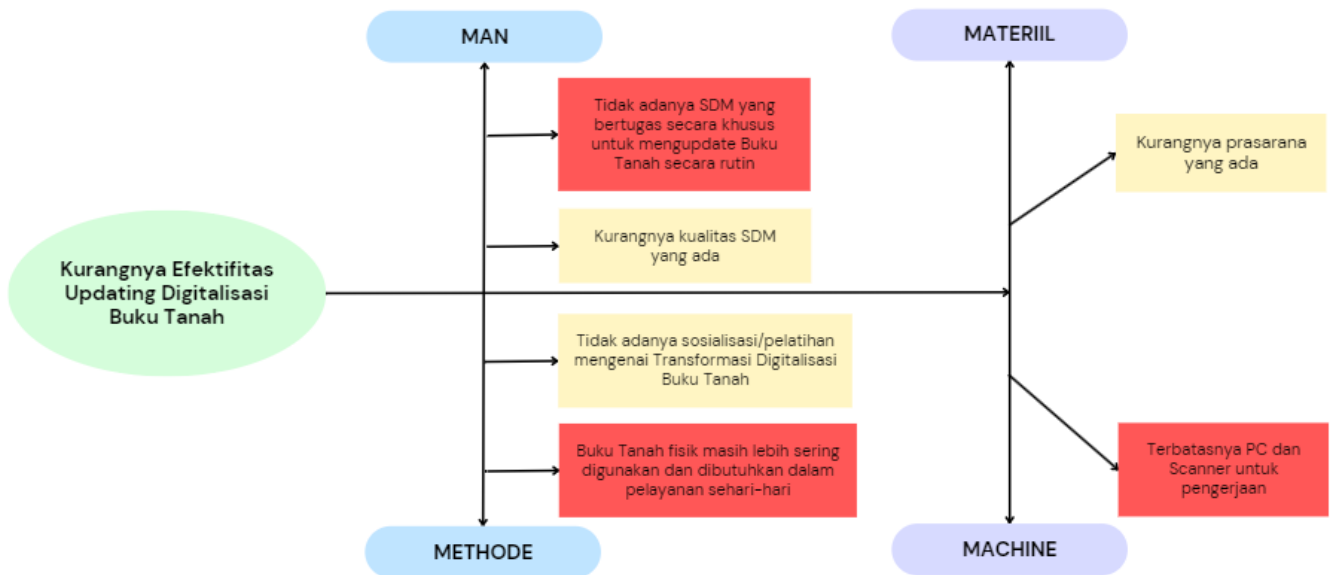 MAN
MATERIIL
Tidak adanya SDM yang
bertugas secara khusus
untuk mengupdate Buku
Tanah secara rutin
Kurangnya prasarana
yang ada
Kurangnya kualitas SDM
yang ada
Kurangnya Efektifitas
Updating Digitalisasi
Buku Tanah
Tidak adanya sosialisasi/pelatihan
mengenai Transformasi Digitalisasi
Buku Tanah
Buku Tanah fisik masih lebih sering
digunakan dan dibutuhkan dalam
pelayanan sehari-hari
Terbatasnya PC dan
Scanner untuk
pengerjaan
METHODE
MACHINE